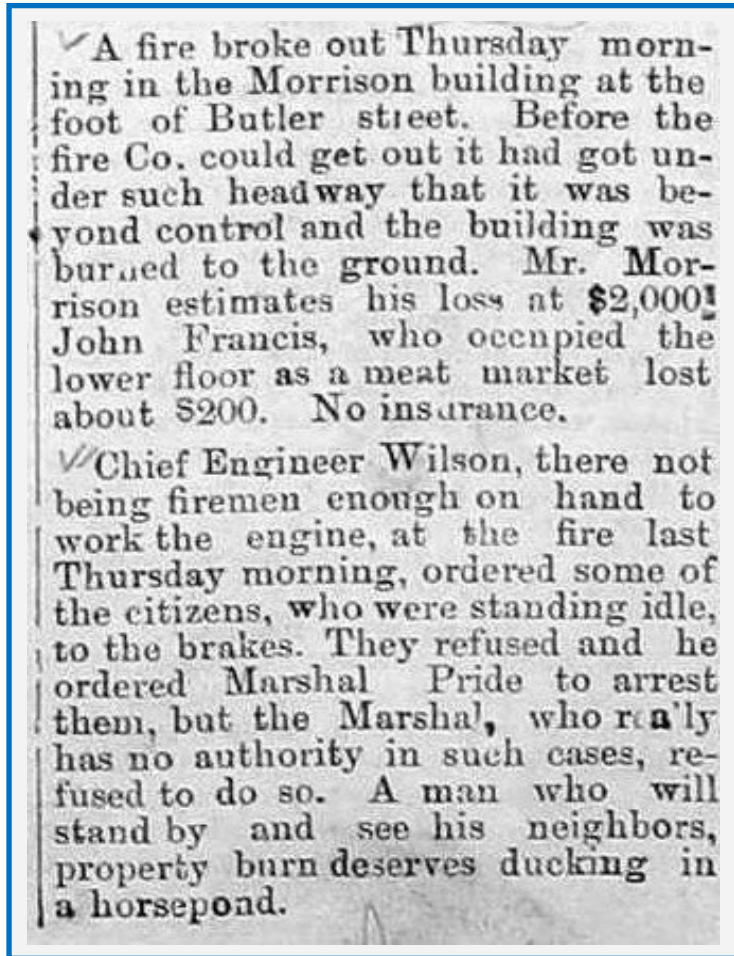 A fire broke out Thursday morn-
ing in the Morrison building at the
foot of Butler street. Before the
fire Co. could get out it had got un-
der such headway that it was be-
yond control and the building was
burned to the ground. Mr. Mor-
rison estimates his loss at $2,000!
John Francis, who occupied the
lower floor as a meat market lost
about $200. No insurance.
Chief Engineer Wilson, there not
being firemen enough on hand to
work the engine, at the fire last
Thursday morning, ordered some of
the citizens, who were standing idle,
to the brakes. They refused and he
ordered Marshal Pride to arrest
them, but the Marshal, who really
has no authority in such cases, re-
fused to do so. A man who will
stand by and see his neighbors,
property burn deserves ducking in
a horsepond.